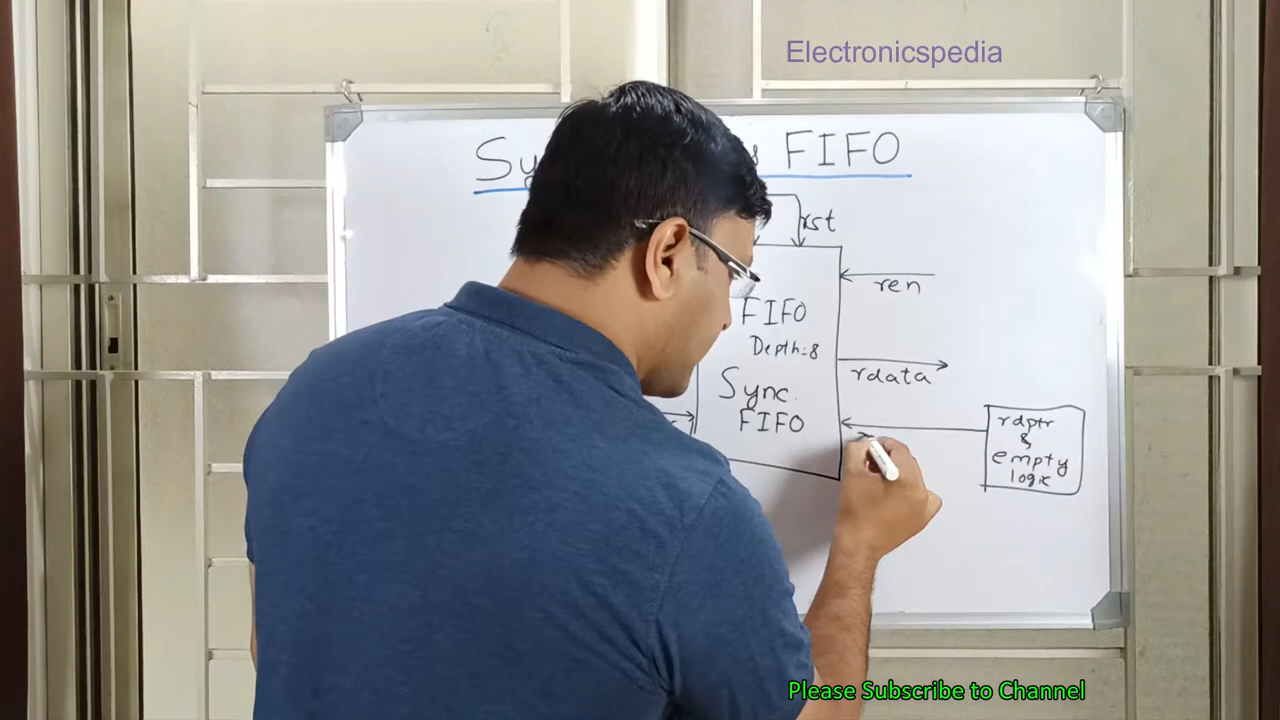 Electronicspedia
FIFO
rst
ren
FIFO
Depth=8
rdata
Sync.
FIFO
rdptr
&
empty
logic
Please Subscribe to Channel